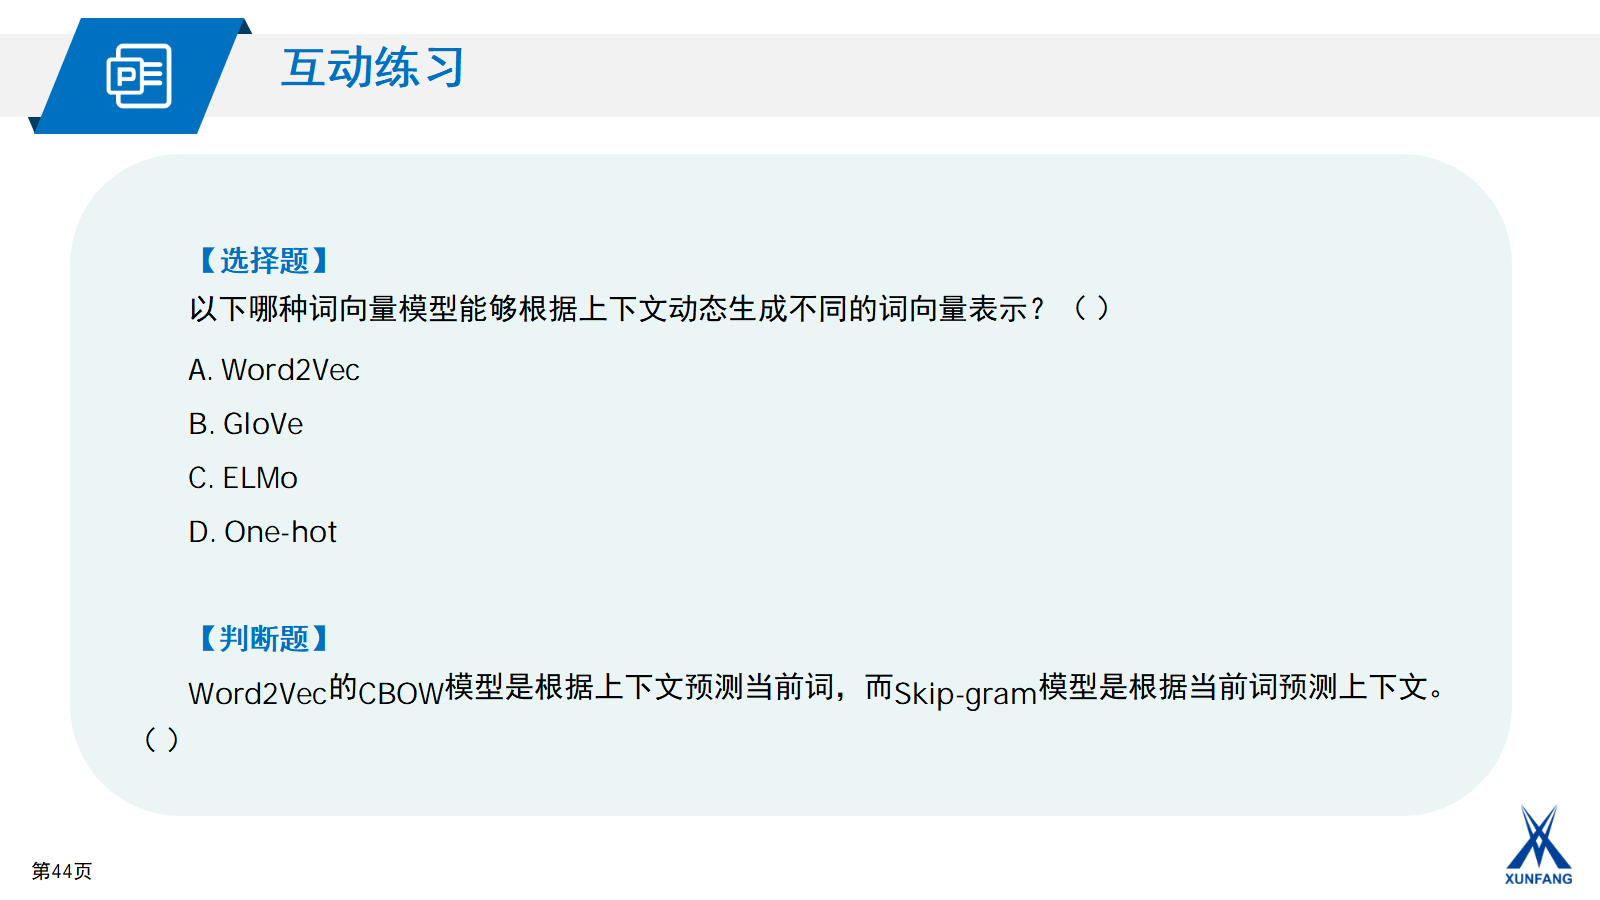 互动练习
【选择题】
以下哪种词向量模型能够根据上下文动态生成不同的词向量表示？（ ）
A. Word2Vec
B. GloVe
C. ELMo
D. One-hot
【判断题】
Word2Vec的CBOW模型是根据上下文预测当前词，而Skip-gram模型是根据当前词预测上下文。
（ ）
第44页
XUNFANG